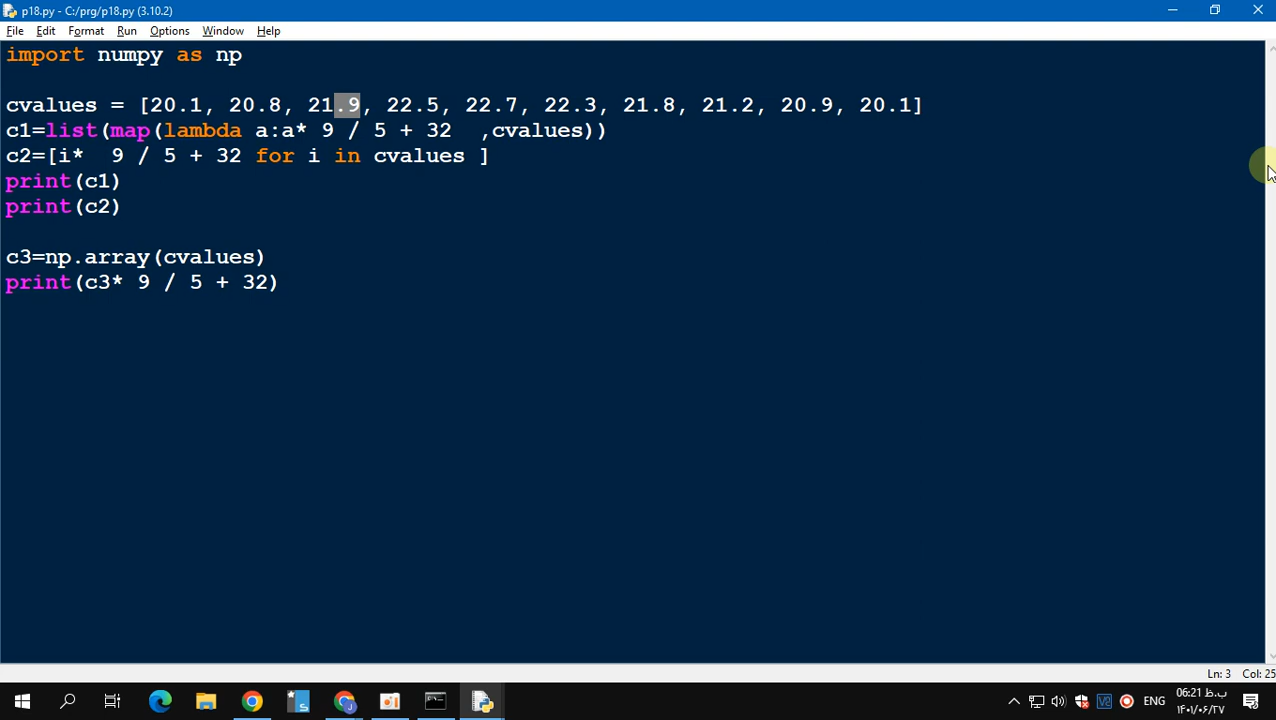 p18.py - C:/prg/p18.py (3.10.2)
File Edit Format Run Options Window Help
import numpy as np
cvalues = [20.1, 20.8, 21.9, 22.5, 22.7, 22.3, 21.8, 21.2, 20.9, 20.1]
c1=list(map(lambda a:a* 9 / 5 + 32  ,cvalues))
c2=[i*  9 / 5 + 32 for i in cvalues ]
print(c1)
print(c2)
c3=np.array(cvalues)
print(c3* 9 / 5 + 32)
Ln: 3 Col: 25
ENG
06:21 ب.ظ
۱۴۰۱/۰۶/۲۷